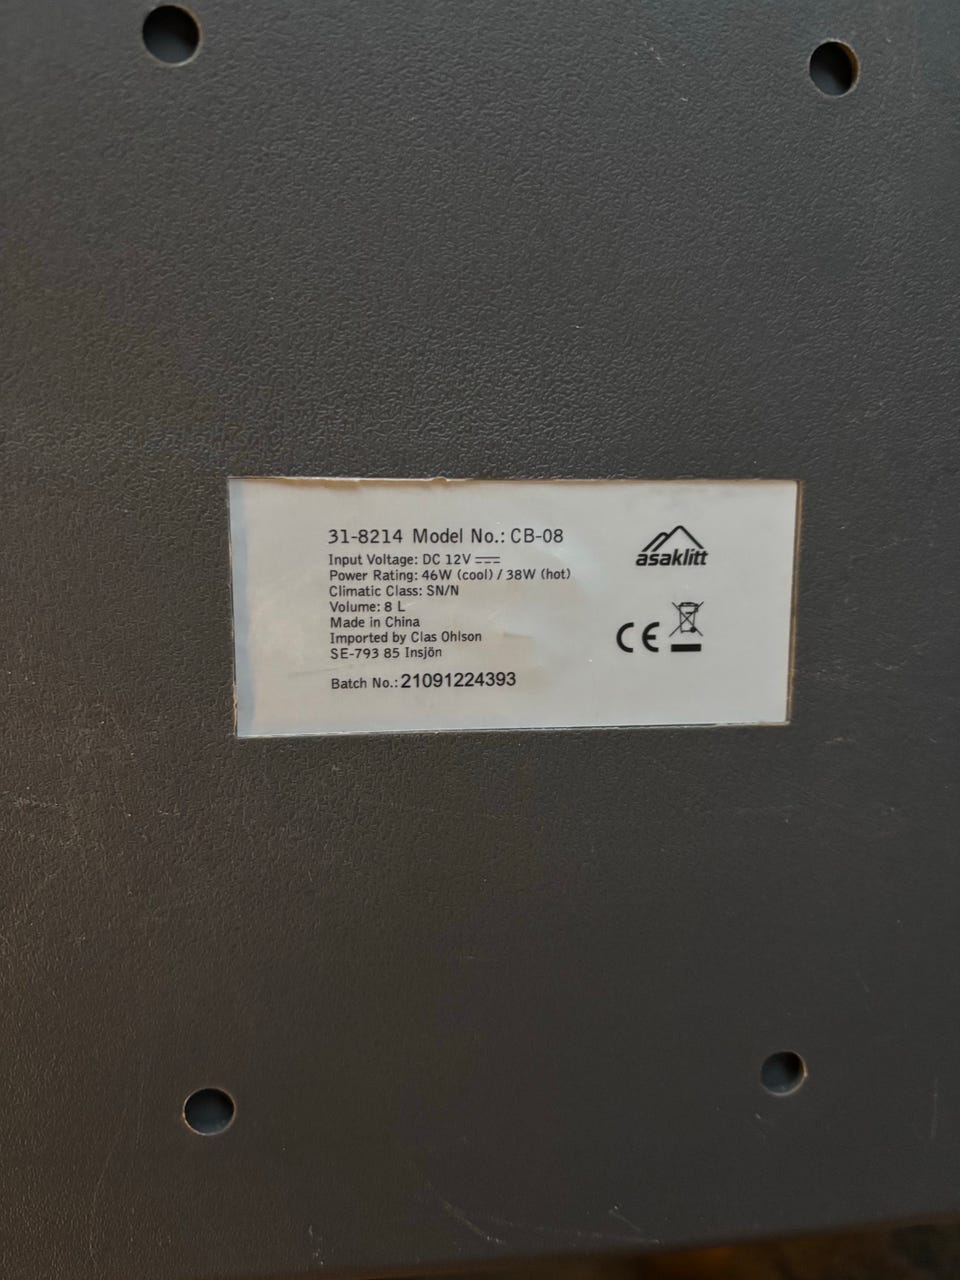 31-8214 Model No.: CB-08
Input Voltage: DC 12V
Power Rating: 46W (cool) / 38W (hot)
Climatic Class: SN/N
Volume: 8 L
Made in China
Imported by Clas Ohlson
SE-793 85 Insjön
Batch No.: 21091224393
asaklitt
CE